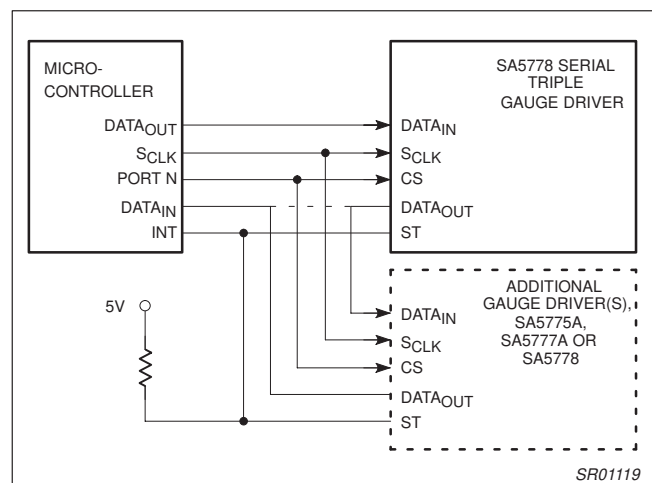 MICRO-
CONTROLLER
DATAOUT
SCLK
PORT N
DATAIN
INT
SA5778 SERIAL
TRIPLE
GAUGE DRIVER
DATAIN
SCLK
CS
DATAOUT
ST
5V
ADDITIONAL
GAUGE DRIVER(S),
SA5775A,
SA5777A OR
SA5778
DATAIN
SCLK
CS
DATAOUT
ST
SR01119